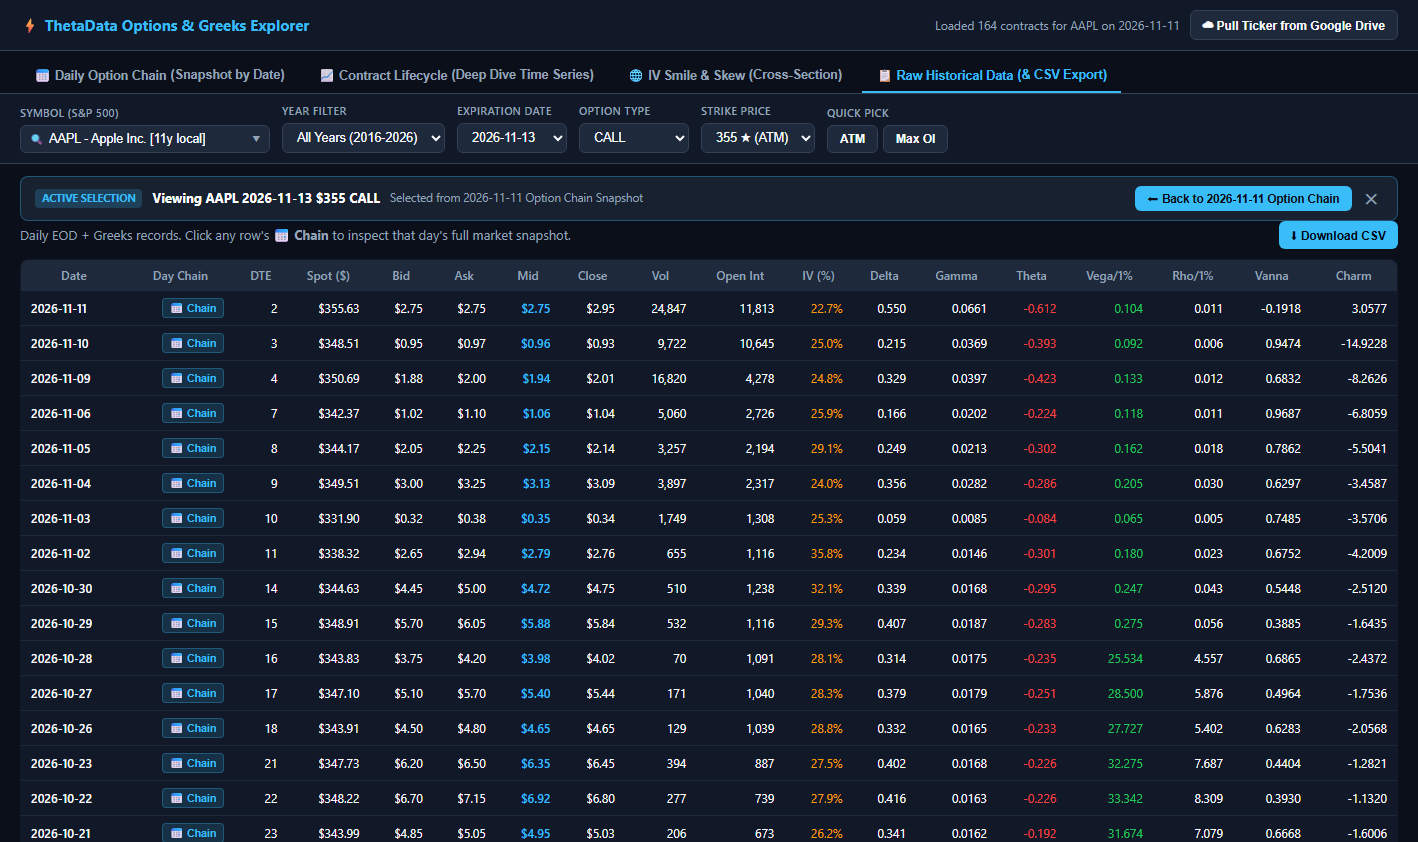 ThetaData Options & Greeks Explorer
Loaded 164 contracts for AAPL on 2026-11-11
Pull Ticker from Google Drive
Daily Option Chain (Snapshot by Date)
Contract Lifecycle (Deep Dive Time Series)
IV Smile & Skew (Cross-Section)
Raw Historical Data (& CSV Export)
SYMBOL (S&P 500)
AAPL - Apple Inc. [11y local]
YEAR FILTER
All Years (2016-2026)
EXPIRATION DATE
2026-11-13
OPTION TYPE
CALL
STRIKE PRICE
355 ★ (ATM)
QUICK PICK
ATM
Max OI
ACTIVE SELECTION Viewing AAPL 2026-11-13 $355 CALL Selected from 2026-11-11 Option Chain Snapshot
← Back to 2026-11-11 Option Chain ✕
Daily EOD + Greeks records. Click any row's Chain to inspect that day's full market snapshot.
⬇ Download CSV
Date Day Chain DTE Spot ($) Bid Ask Mid Close Vol Open Int IV (%) Delta Gamma Theta Vega/1% Rho/1% Vanna Charm
2026-11-11 Chain 2 $355.63 $2.75 $2.75 $2.75 $2.95 24,847 11,813 22.7% 0.550 0.0661 -0.612 0.104 0.011 -0.1918 3.0577
2026-11-10 Chain 3 $348.51 $0.95 $0.97 $0.96 $0.93 9,722 10,645 25.0% 0.215 0.0369 -0.393 0.092 0.006 0.9474 -14.9228
2026-11-09 Chain 4 $350.69 $1.88 $2.00 $1.94 $2.01 16,820 4,278 24.8% 0.329 0.0397 -0.423 0.133 0.012 0.6832 -8.2626
2026-11-06 Chain 7 $342.37 $1.02 $1.10 $1.06 $1.04 5,060 2,726 25.9% 0.166 0.0202 -0.224 0.118 0.011 0.9687 -6.8059
2026-11-05 Chain 8 $344.17 $2.05 $2.25 $2.15 $2.14 3,257 2,194 29.1% 0.249 0.0213 -0.302 0.162 0.018 0.7862 -5.5041
2026-11-04 Chain 9 $349.51 $3.00 $3.25 $3.13 $3.09 3,897 2,317 24.0% 0.356 0.0282 -0.286 0.205 0.030 0.6297 -3.4587
2026-11-03 Chain 10 $331.90 $0.32 $0.38 $0.35 $0.34 1,749 1,308 25.3% 0.059 0.0085 -0.084 0.065 0.005 0.7485 -3.5706
2026-11-02 Chain 11 $338.32 $2.65 $2.94 $2.79 $2.76 655 1,116 35.8% 0.234 0.0146 -0.301 0.180 0.023 0.6752 -4.2009
2026-10-30 Chain 14 $344.63 $4.45 $5.00 $4.72 $4.75 510 1,238 32.1% 0.339 0.0168 -0.295 0.247 0.043 0.5448 -2.5120
2026-10-29 Chain 15 $348.91 $5.70 $6.05 $5.88 $5.84 532 1,116 29.3% 0.407 0.0187 -0.283 0.275 0.056 0.3885 -1.6435
2026-10-28 Chain 16 $343.83 $3.75 $4.20 $3.98 $4.02 70 1,091 28.1% 0.314 0.0175 -0.235 25.534 4.557 0.6865 -2.4372
2026-10-27 Chain 17 $347.10 $5.10 $5.70 $5.40 $5.44 171 1,040 28.3% 0.379 0.0179 -0.251 28.500 5.876 0.4964 -1.7536
2026-10-26 Chain 18 $343.91 $4.50 $4.80 $4.65 $4.65 129 1,039 28.8% 0.332 0.0165 -0.233 27.727 5.402 0.6283 -2.0568
2026-10-23 Chain 21 $347.73 $6.20 $6.50 $6.35 $6.45 394 887 27.5% 0.402 0.0168 -0.226 32.275 7.687 0.4404 -1.2821
2026-10-22 Chain 22 $348.22 $6.70 $7.15 $6.92 $6.80 277 739 27.9% 0.416 0.0163 -0.226 33.342 8.309 0.3930 -1.1320
2026-10-21 Chain 23 $343.99 $4.85 $5.05 $4.95 $5.03 206 673 26.2% 0.341 0.0162 -0.192 31.674 7.079 0.6668 -1.6006